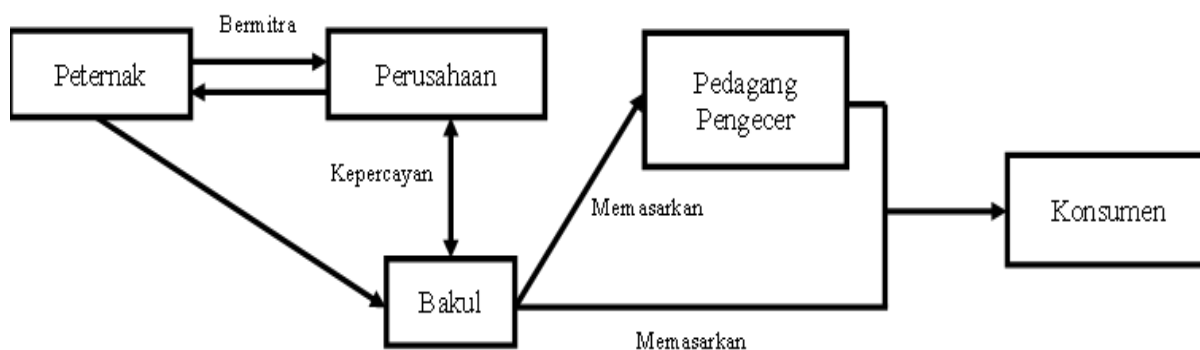 Bermitra
Peternak
Perusahaan
Pedagang
Pengecer
Kepercayan
Memasarkan
Konsumen
Bakul
Memasarkan